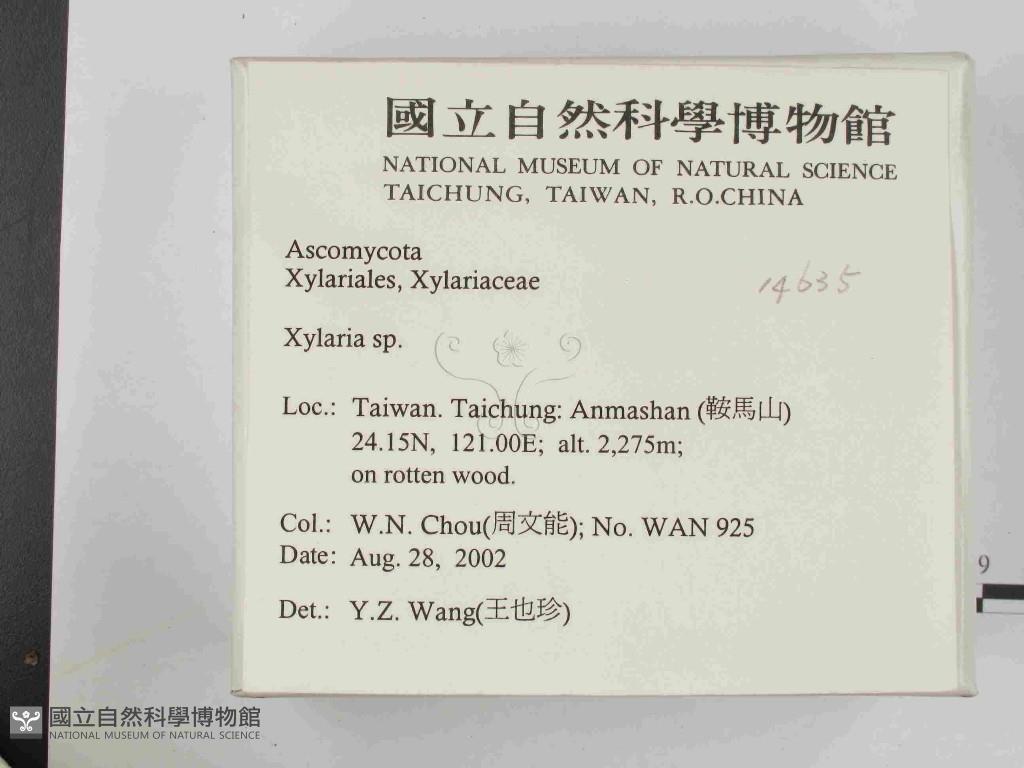 國立自然科學博物館
NATIONAL MUSEUM OF NATURAL SCIENCE
TAICHUNG, TAIWAN, R.O.CHINA
Ascomycota
Xylariales, Xylariaceae
14635
Xylaria sp.
Loc.: Taiwan. Taichung: Anmashan (鞍馬山)
24.15N, 121.00E; alt. 2,275m;
on rotten wood.
Col.: W.N. Chou(周文能); No. WAN 925
Date: Aug. 28, 2002
Det.: Y.Z. Wang(王也珍)
9
國立自然科學博物館
NATIONAL MUSEUM OF NATURAL SCIENCE